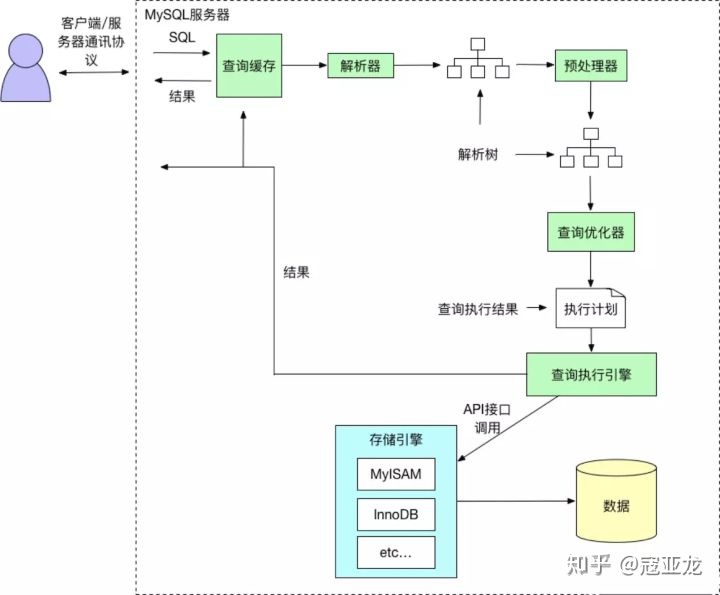 MySQL服务器
客户端/服
务器通讯协
议
SQL
结果
查询缓存
解析器
预处理器
解析树
查询优化器
结果
查询执行结果
执行计划
查询执行引擎
API接口
调用
存储引擎
MyISAM
InnoDB
etc...
数据
知乎 @寇亚龙